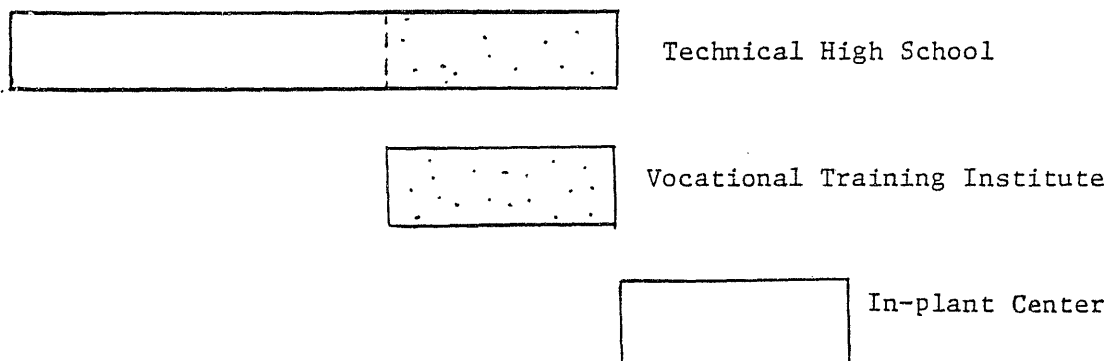 Technical High School
Vocational Training Institute
In-plant Center